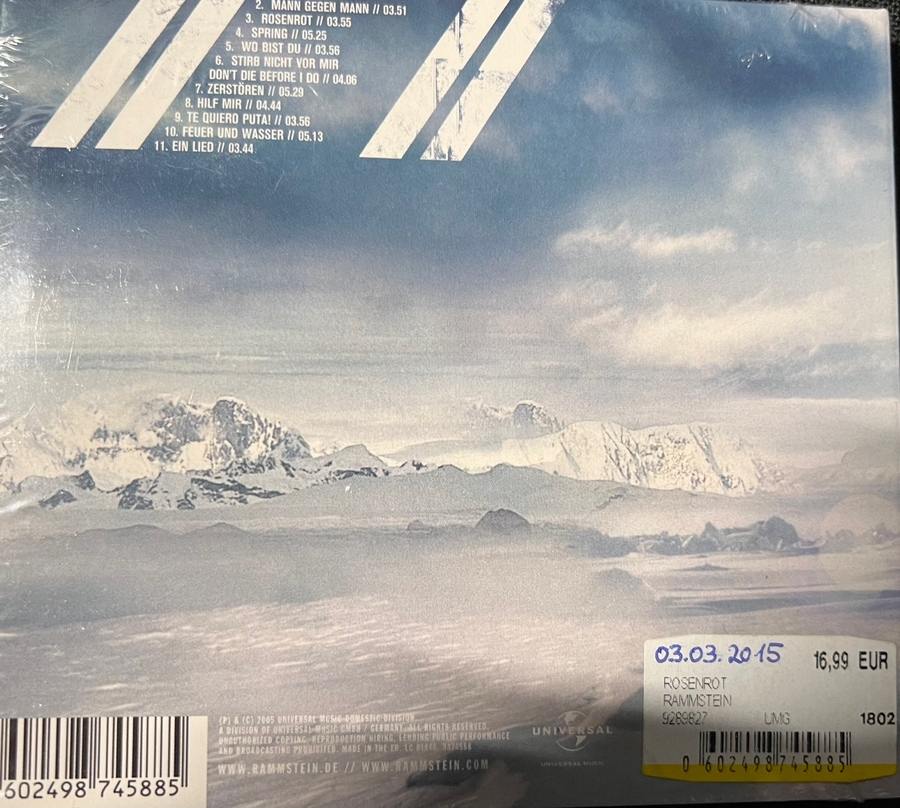 2. MANN GEGEN MANN // 03.51
3. ROSENROT // 03.55
4. SPRING // 05.25
5. WO BIST DU // 03.56
6. STIRB NICHT VOR MIR
DON'T DIE BEFORE I DO // 04.06
7. ZERSTÖREN // 05.29
8. HILF MIR // 04.44
9. TE QUIERO PUTA! // 03.56
10. FEUER UND WASSER // 05.13
11. EIN LIED // 03.44
03.03.2015 16,99 EUR
ROSENROT
RAMMSTEIN
9289827 UMG 1802
0 602498 745885
602498 745885
(P) & (C) 2005 UNIVERSAL MUSIC DOMESTIC DIVISION,
A DIVISION OF UNIVERSAL MUSIC GMBH / GERMANY. ALL RIGHTS RESERVED.
UNAUTHORIZED COPYING, REPRODUCTION, HIRING, LENDING, PUBLIC PERFORMANCE
AND BROADCASTING PROHIBITED. MADE IN THE EU.
WWW.RAMMSTEIN.DE // WWW.RAMMSTEIN.COM
UNIVERSAL
UNIVERSAL MUSIC